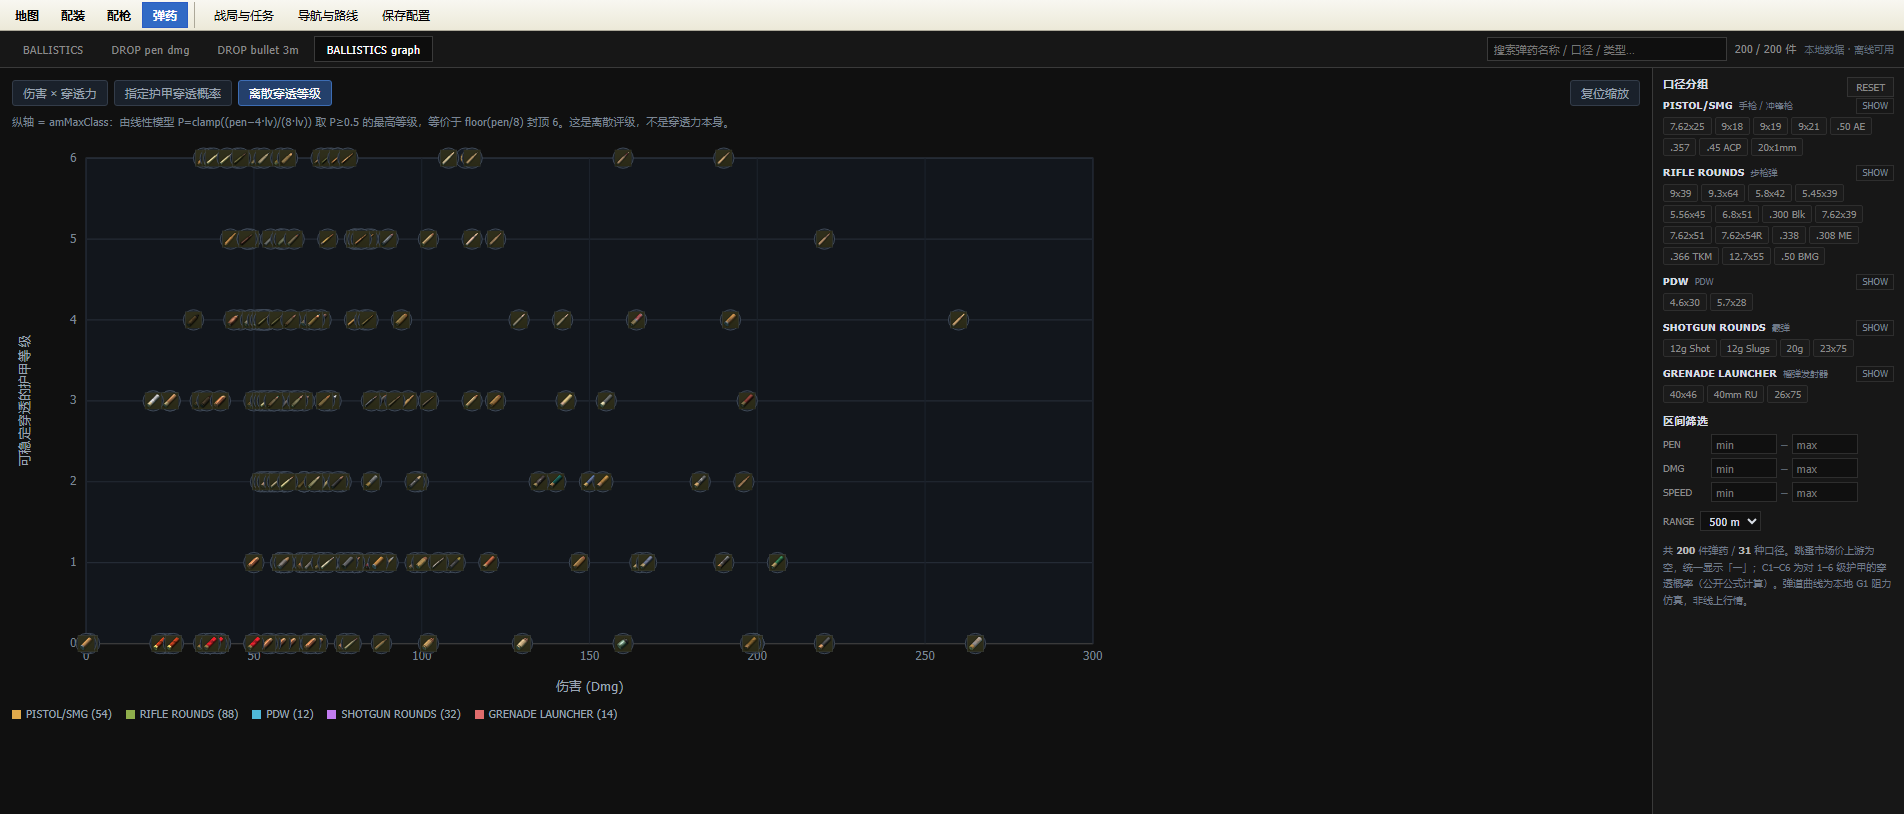 地图 配装 配枪 弹药 战局与任务 导航与路线 保存配置
BALLISTICS DROP pen dmg DROP bullet 3m BALLISTICS graph 搜索弹药名称 / 口径 / 类型... 200 / 200 件 本地数据 · 离线可用
伤害 × 穿透力 指定护甲穿透概率 离散穿透等级 复位缩放
纵轴 = amMaxClass：由线性模型 P=clamp((pen−4·lv)/(8·lv)) 取 P≥0.5 的最高等级，等价于 floor(pen/8) 封顶 6。这是离散评级，不是穿透力本身。
6
5
4
3
2
1
0
可稳定穿透的护甲等级
0 50 100 150 200 250 300
伤害 (Dmg)
PISTOL/SMG (54) RIFLE ROUNDS (88) PDW (12) SHOTGUN ROUNDS (32) GRENADE LAUNCHER (14)
口径分组 RESET
PISTOL/SMG 手枪 / 冲锋枪 SHOW
7.62x25 9x18 9x19 9x21 .50 AE
.357 .45 ACP 20x1mm
RIFLE ROUNDS 步枪弹 SHOW
9x39 9.3x64 5.8x42 5.45x39
5.56x45 6.8x51 .300 Blk 7.62x39
7.62x51 7.62x54R .338 .308 ME
.366 TKM 12.7x55 .50 BMG
PDW PDW SHOW
4.6x30 5.7x28
SHOTGUN ROUNDS 霰弹 SHOW
12g Shot 12g Slugs 20g 23x75
GRENADE LAUNCHER 榴弹发射器 SHOW
40x46 40mm RU 26x75
区间筛选
PEN min – max
DMG min – max
SPEED min – max
RANGE 500 m
共 200 件弹药 / 31 种口径。跳蚤市场价上游为
空，统一显示「—」；C1–C6 为对 1–6 级护甲的穿
透概率（公开公式计算）。弹道曲线为本地 G1 阻力
仿真，非线上行情。